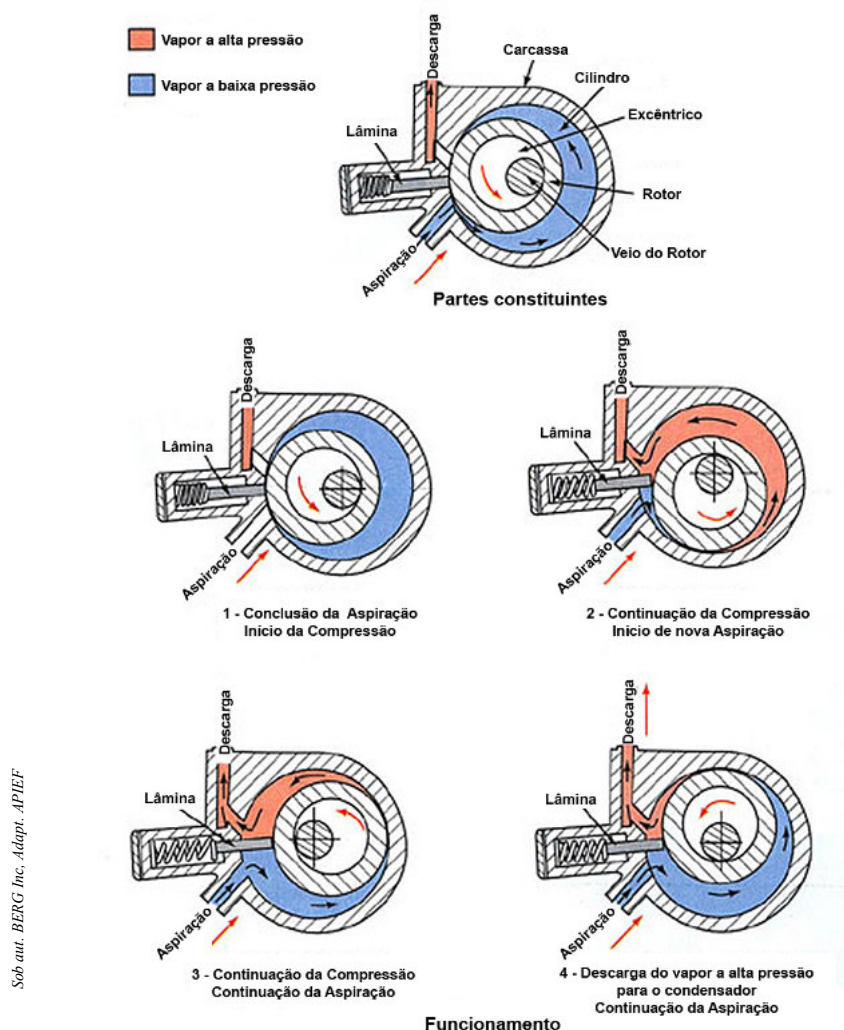 Vapor a alta pressão
Vapor a baixa pressão
Descarga
Carcassa
Cilindro
Excêntrico
Lâmina
Rotor
Veio do Rotor
Aspiração
Partes constituintes
Descarga
Lâmina
Aspiração
1 - Conclusão da Aspiração
Início da Compressão
Descarga
Lâmina
Aspiração
2 - Continuação da Compressão
Inicio de nova Aspiração
Descarga
Lâmina
Aspiração
3 - Continuação da Compressão
Continuação da Aspiração
Descarga
Lâmina
Aspiração
4 - Descarga do vapor a alta pressão
para o condensador
Continuação da Aspiração
Funcionamento
Sob aut. BERG Inc, Adapt. APIEF